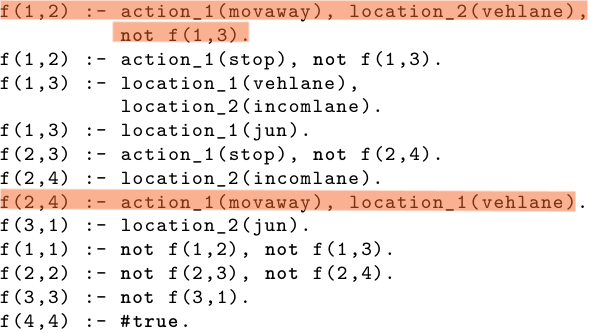 f(1,2) :- action_1(movaway), location_2(vehlane),
not f(1,3).
f(1,2) :- action_1(stop), not f(1,3).
f(1,3) :- location_1(vehlane),
location_2(incomlane).
f(1,3) :- location_1(jun).
f(2,3) :- action_1(stop), not f(2,4).
f(2,4) :- location_2(incomlane).
f(2,4) :- action_1(movaway), location_1(vehlane).
f(3,1) :- location_2(jun).
f(1,1) :- not f(1,2), not f(1,3).
f(2,2) :- not f(2,3), not f(2,4).
f(3,3) :- not f(3,1).
f(4,4) :- #true.